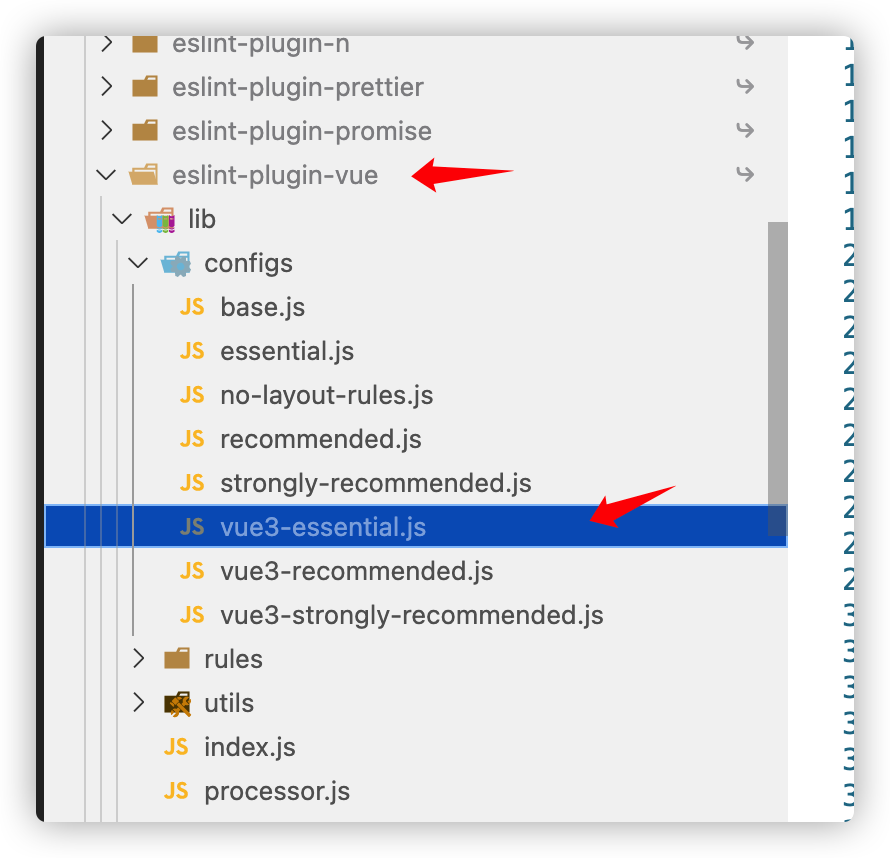 eslint-plugin-n
eslint-plugin-prettier
eslint-plugin-promise
eslint-plugin-vue
lib
configs
JS base.js
JS essential.js
JS no-layout-rules.js
JS recommended.js
JS strongly-recommended.js
JS vue3-essential.js
JS vue3-recommended.js
JS vue3-strongly-recommended.js
rules
utils
JS index.js
JS processor.js